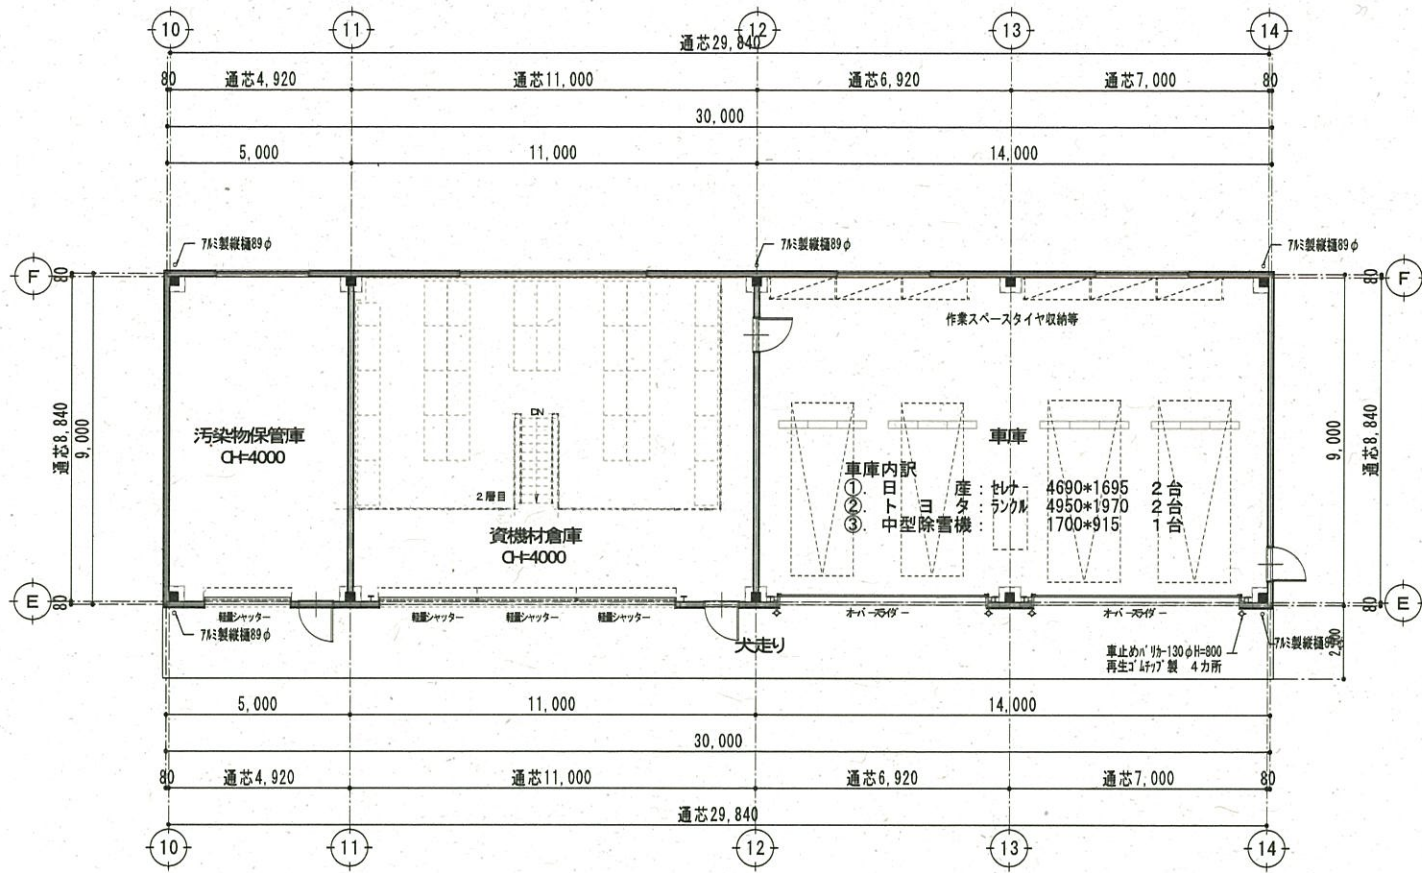 10 11 12 13 14
通芯29,840
80 通芯4,920 通芯11,000 通芯6,920 通芯7,000 80
30,000
5,000 11,000 14,000
アルミ製縦樋89φ アルミ製縦樋89φ アルミ製縦樋89φ
F 80 80 F
作業スペースタイヤ収納等
通芯8,840
9,000
汚染物保管庫
CH=4000
DN
2層目
資機材倉庫
CH=4000
車庫
車庫内訳
①. 日産：セレナー 4690*1695 2台
②. トヨタ：ランクル 4950*1970 2台
③. 中型除雪機： 1700*915 1台
9,000
通芯8,840
E 80 80 E
軽量シャッター 軽量シャッター 軽量シャッター 軽量シャッター オーバースライダー オーバースライダー
アルミ製縦樋89φ
犬走り
車止めバリカー130φH=800
再生ゴムチップ製 4カ所
アルミ製縦樋89φ
5,000 11,000 14,000
30,000
80 通芯4,920 通芯11,000 通芯6,920 通芯7,000 80
通芯29,840
10 11 12 13 14